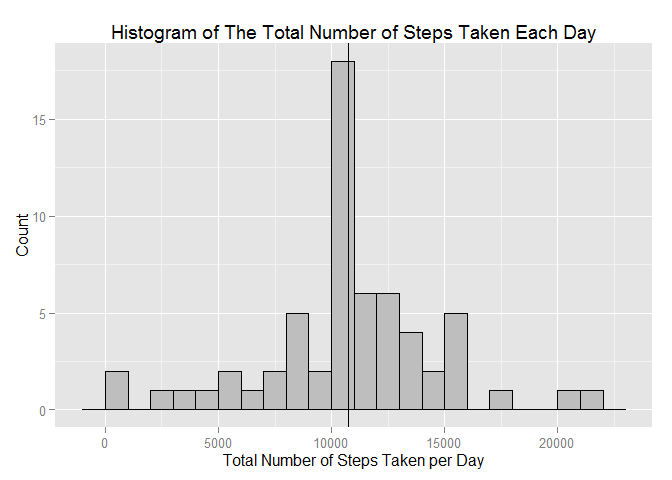 Histogram of The Total Number of Steps Taken Each Day
15
10
5
0
Count
0 5000 10000 15000 20000
Total Number of Steps Taken per Day